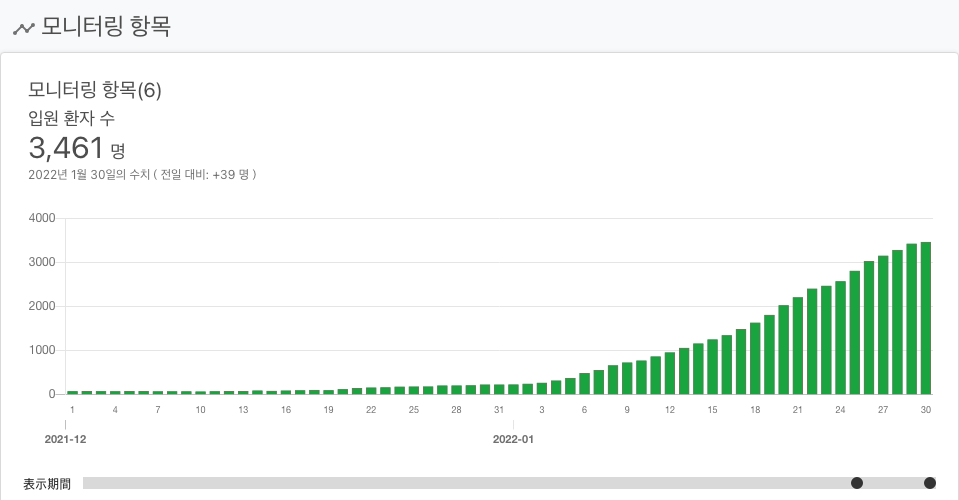 모니터링 항목
모니터링 항목(6)
입원 환자 수
3,461 명
2022년 1월 30일의 수치 ( 전일 대비: +39 명 )
4000
3000
2000
1000
0
1 4 7 10 13 16 19 22 25 28 31 3 6 9 12 15 18 21 24 27 30
2021-12 2022-01
表示期間